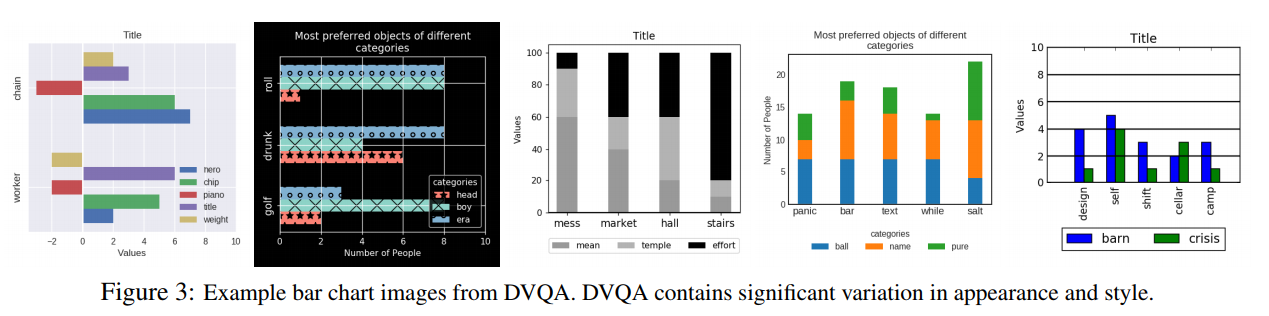 Title
chain
worker
hero
chip
piano
title
weight
−2 0 2 4 6 8 10
Values
Most preferred objects of different
categories
roll
drunk
golf
categories
head
boy
era
0 2 4 6 8 10
Number of People
Title
Values
100
80
60
40
20
0
mess market hall stairs
mean temple effort
Most preferred objects of different
categories
Number of People
20
15
10
5
0
panic bar text while salt
categories
ball name pure
Title
Values
10
8
6
4
2
0
design self shift cellar camp
barn crisis
Figure 3: Example bar chart images from DVQA. DVQA contains significant variation in appearance and style.